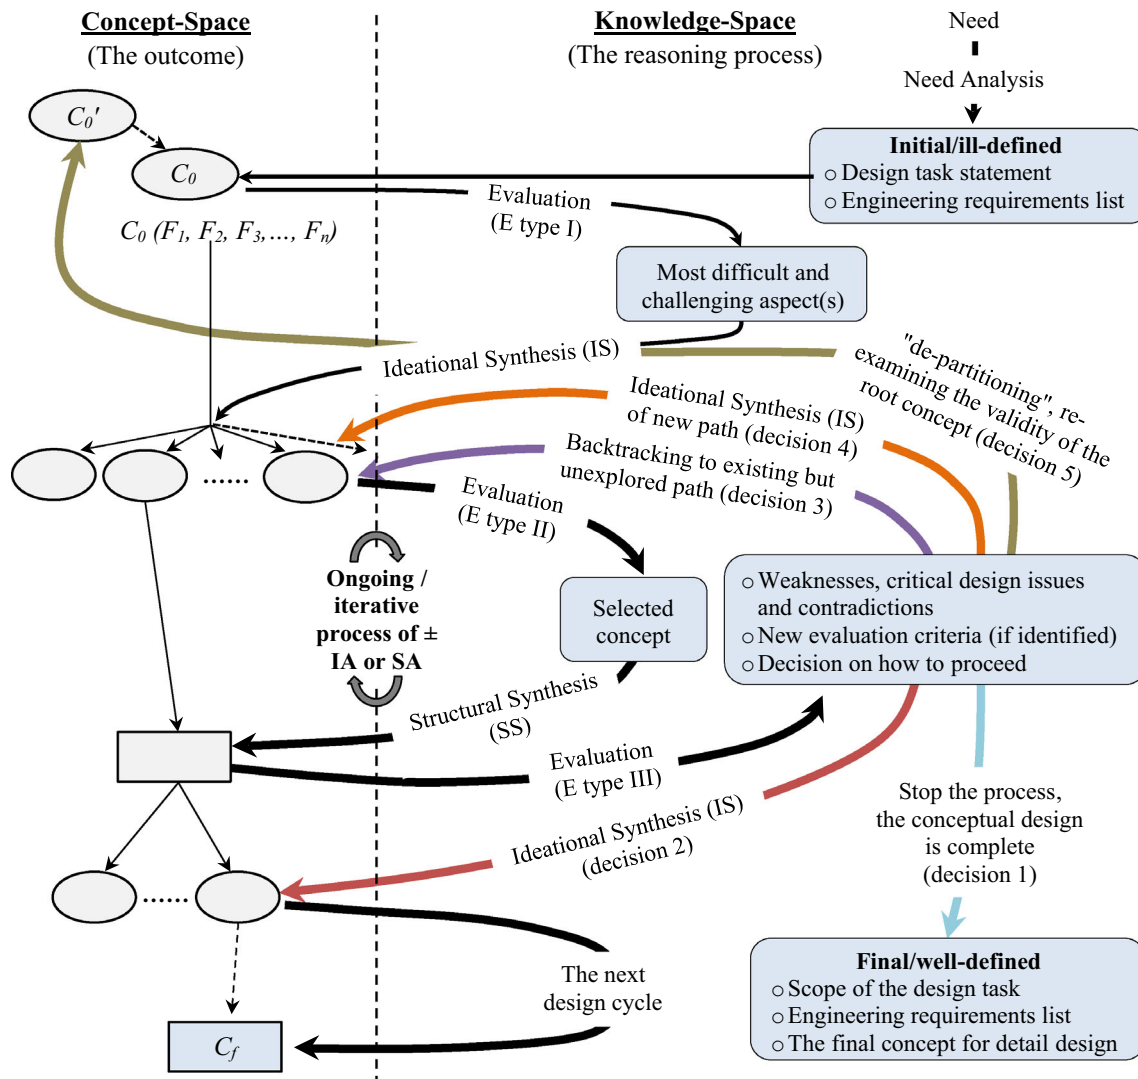 Concept-Space
(The outcome)
Knowledge-Space
(The reasoning process)
Need
Need Analysis
C₀'
C₀
Initial/ill-defined
Design task statement
Engineering requirements list
Evaluation
(E type I)
C₀ (F₁, F₂, F₃,..., Fₙ)
Most difficult and
challenging aspect(s)
Ideational Synthesis (IS)
"de-partitioning", re-
examining the validity of the
root concept (decision 5)
Ideational Synthesis (IS)
of new path (decision 4)
Backtracking to existing but
unexplored path (decision 3)
......
Evaluation
(E type II)
Ongoing /
iterative
process of ±
IA or SA
Selected
concept
Weaknesses, critical design issues
and contradictions
New evaluation criteria (if identified)
Decision on how to proceed
Structural Synthesis
(SS)
Evaluation
(E type III)
Ideational Synthesis (IS)
(decision 2)
Stop the process,
the conceptual design
is complete
(decision 1)
......
The next
design cycle
C_f
Final/well-defined
Scope of the design task
Engineering requirements list
The final concept for detail design